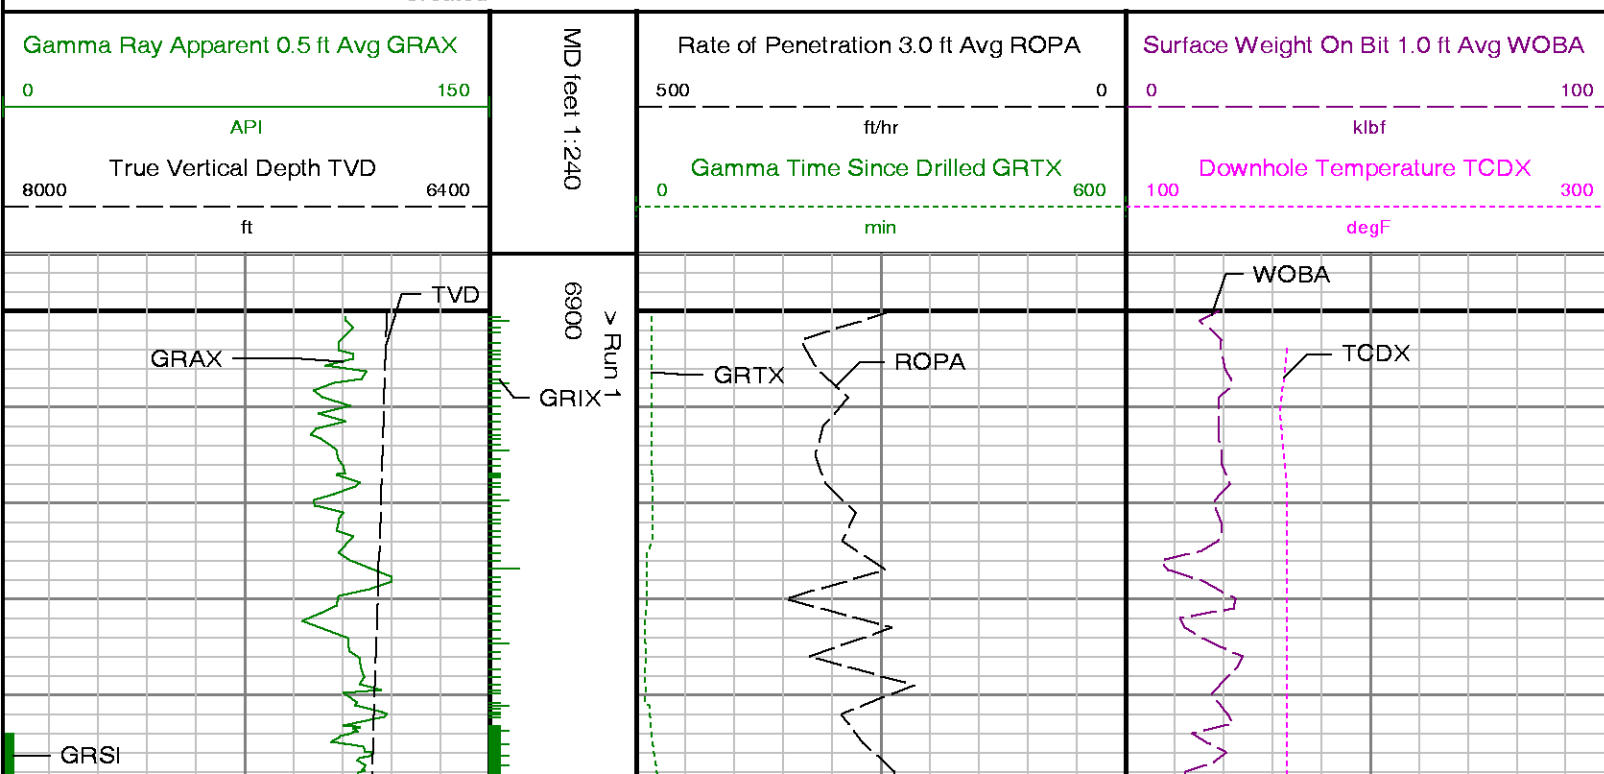 Gamma Ray Apparent 0.5 ft Avg GRAX
0 150
API
True Vertical Depth TVD
8000 6400
ft
MD feet 1:240
Rate of Penetration 3.0 ft Avg ROPA
500 0
ft/hr
Gamma Time Since Drilled GRTX
0 600
min
Surface Weight On Bit 1.0 ft Avg WOBA
0 100
klbf
Downhole Temperature TCDX
100 300
degF
TVD
GRAX
GRSI
6900
> Run 1
GRIX
GRTX
ROPA
WOBA
TCDX